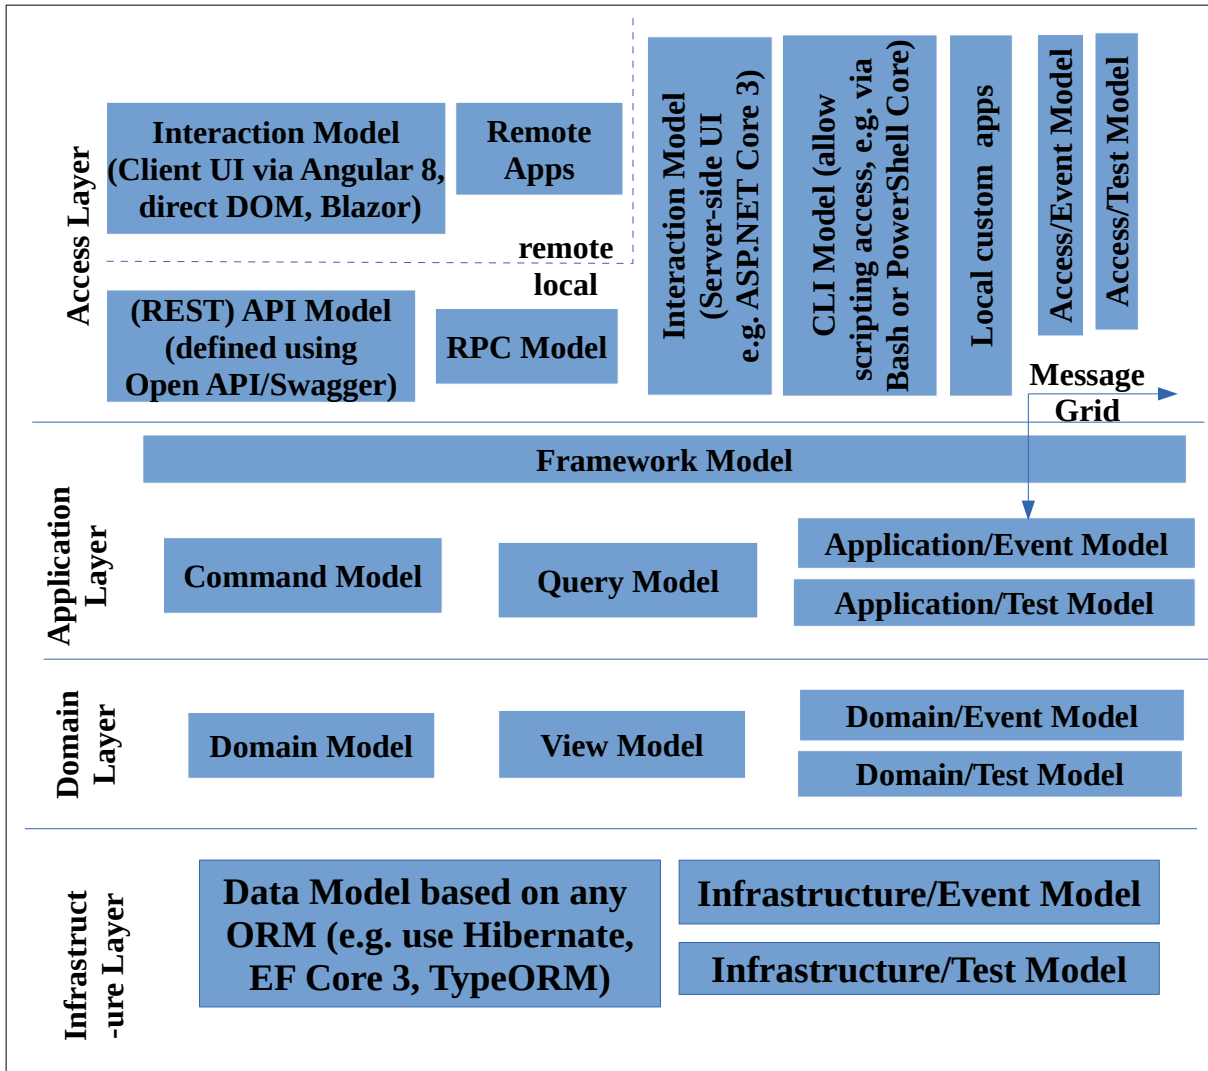 Access Layer
Interaction Model
(Client UI via Angular 8,
direct DOM, Blazor)
Remote
Apps
remote
local
(REST) API Model
(defined using
Open API/Swagger)
RPC Model
Interaction Model
(Server-side UI
e.g. ASP.NET Core 3)
CLI Model (allow
scripting access, e.g. via
Bash or PowerShell Core)
Local custom apps
Access/Event Model
Access/Test Model
Message
Grid
Application
Layer
Framework Model
Command Model
Query Model
Application/Event Model
Application/Test Model
Domain
Layer
Domain Model
View Model
Domain/Event Model
Domain/Test Model
Infrastruct
-ure Layer
Data Model based on any
ORM (e.g. use Hibernate,
EF Core 3, TypeORM)
Infrastructure/Event Model
Infrastructure/Test Model